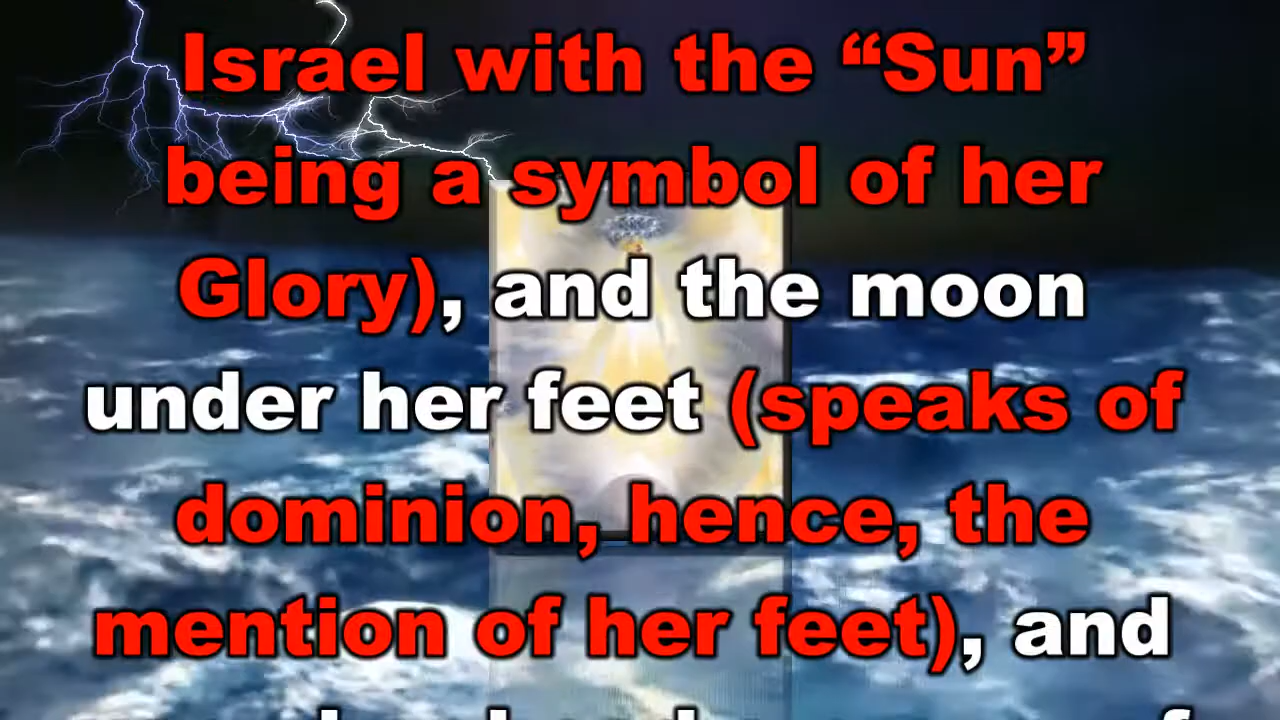 Israel with the “Sun”
being a symbol of her
Glory), and the moon
under her feet (speaks of
dominion, hence, the
mention of her feet), and